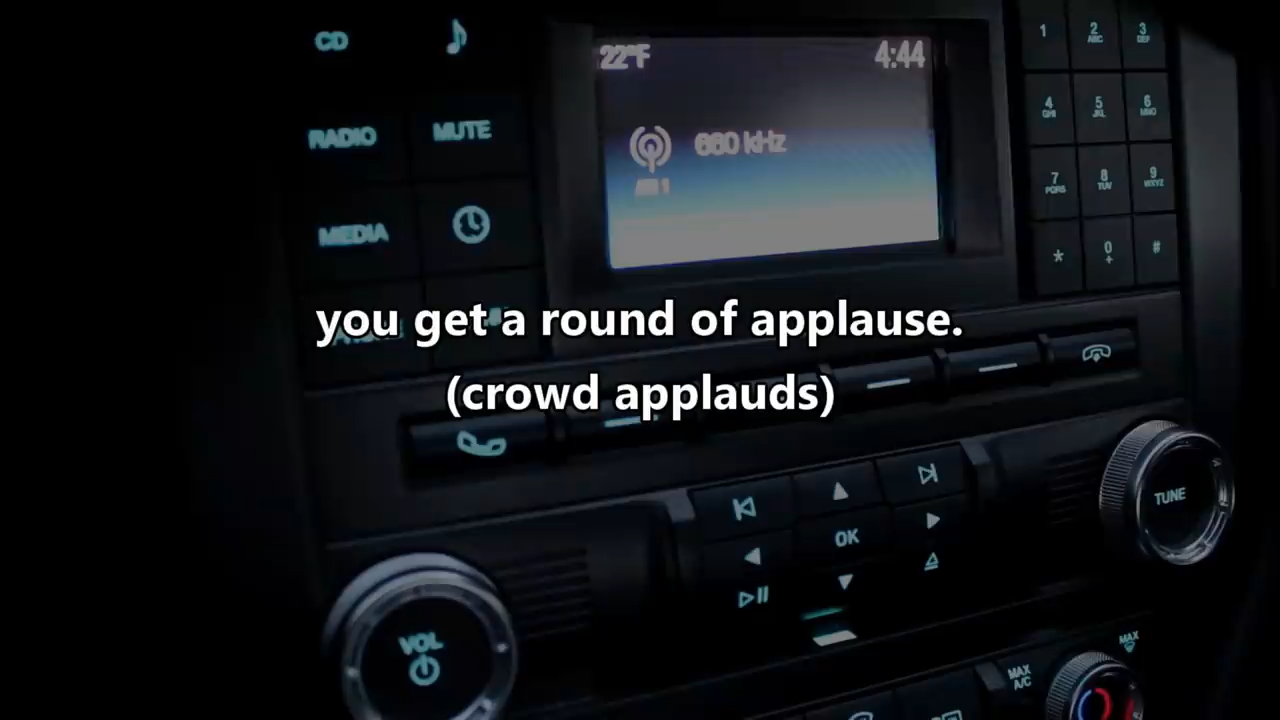 CD
22°F
4:44
1
2 ABC
3 DEF
RADIO
MUTE
660 kHz
4 GHI
5 JKL
6 MNO
AM 1
MEDIA
7 PQRS
8 TUV
9 WXYZ
*
0 +
#
you get a round of applause.
(crowd applauds)
OK
TUNE
VOL
MAX
MAX A/C